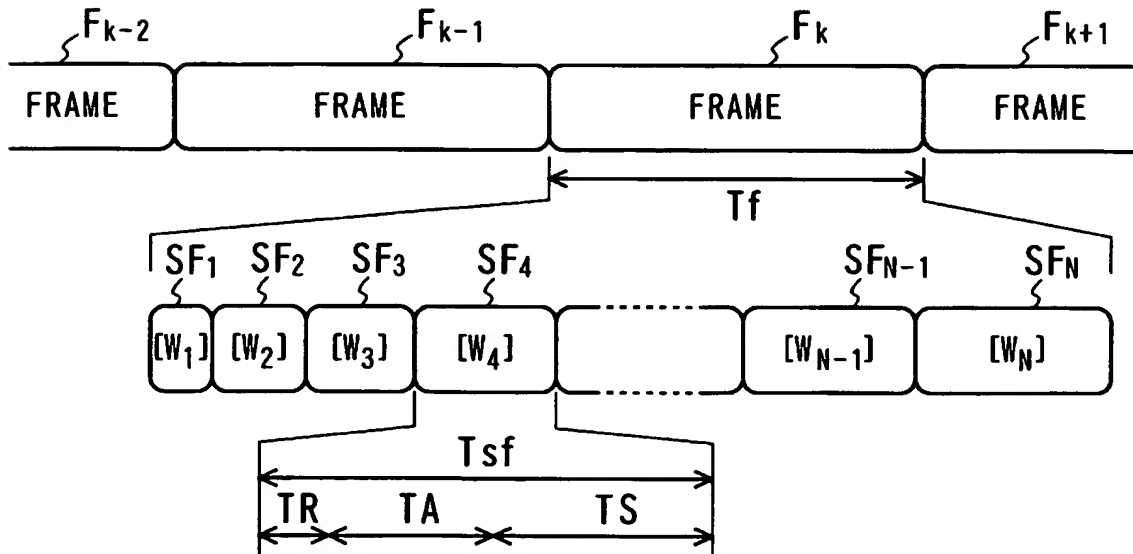 Fk-2 Fk-1 Fk Fk+1
FRAME FRAME FRAME FRAME
Tf
SF1 SF2 SF3 SF4 SFN-1 SFN
[W1] [W2] [W3] [W4] [WN-1] [WN]
Tsf
TR TA TS